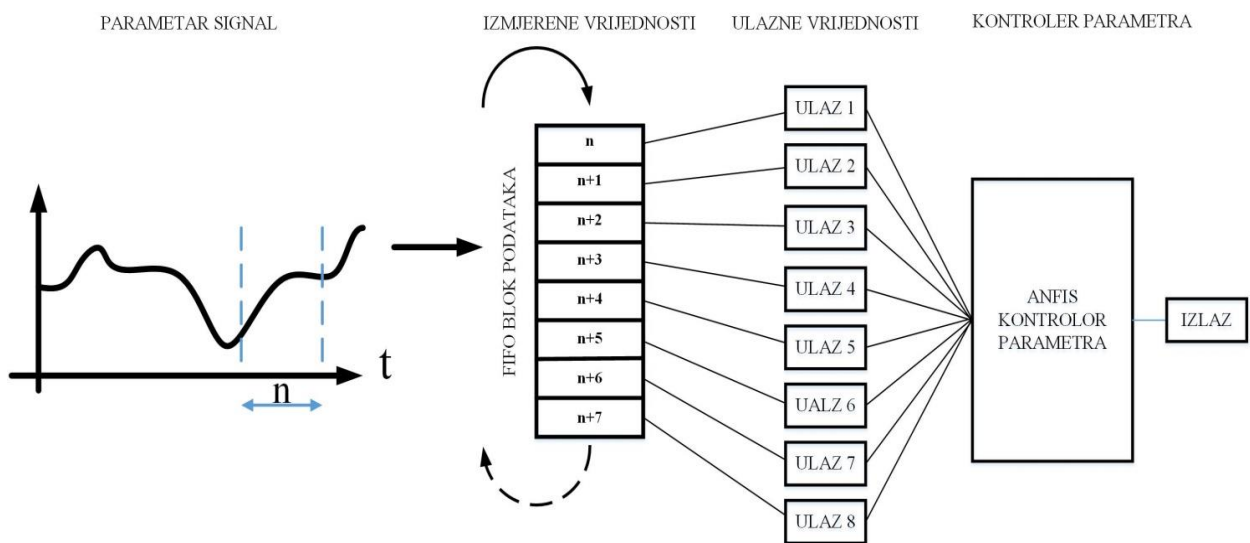 PARAMETAR SIGNAL
IZMJERENE VRIJEDNOSTI
ULAZNE VRIJEDNOSTI
KONTROLER PARAMETRA
t
n
FIFO BLOK PODATAKA
n
n+1
n+2
n+3
n+4
n+5
n+6
n+7
ULAZ 1
ULAZ 2
ULAZ 3
ULAZ 4
ULAZ 5
UALZ 6
ULAZ 7
ULAZ 8
ANFIS
KONTROLOR
PARAMETRA
IZLAZ